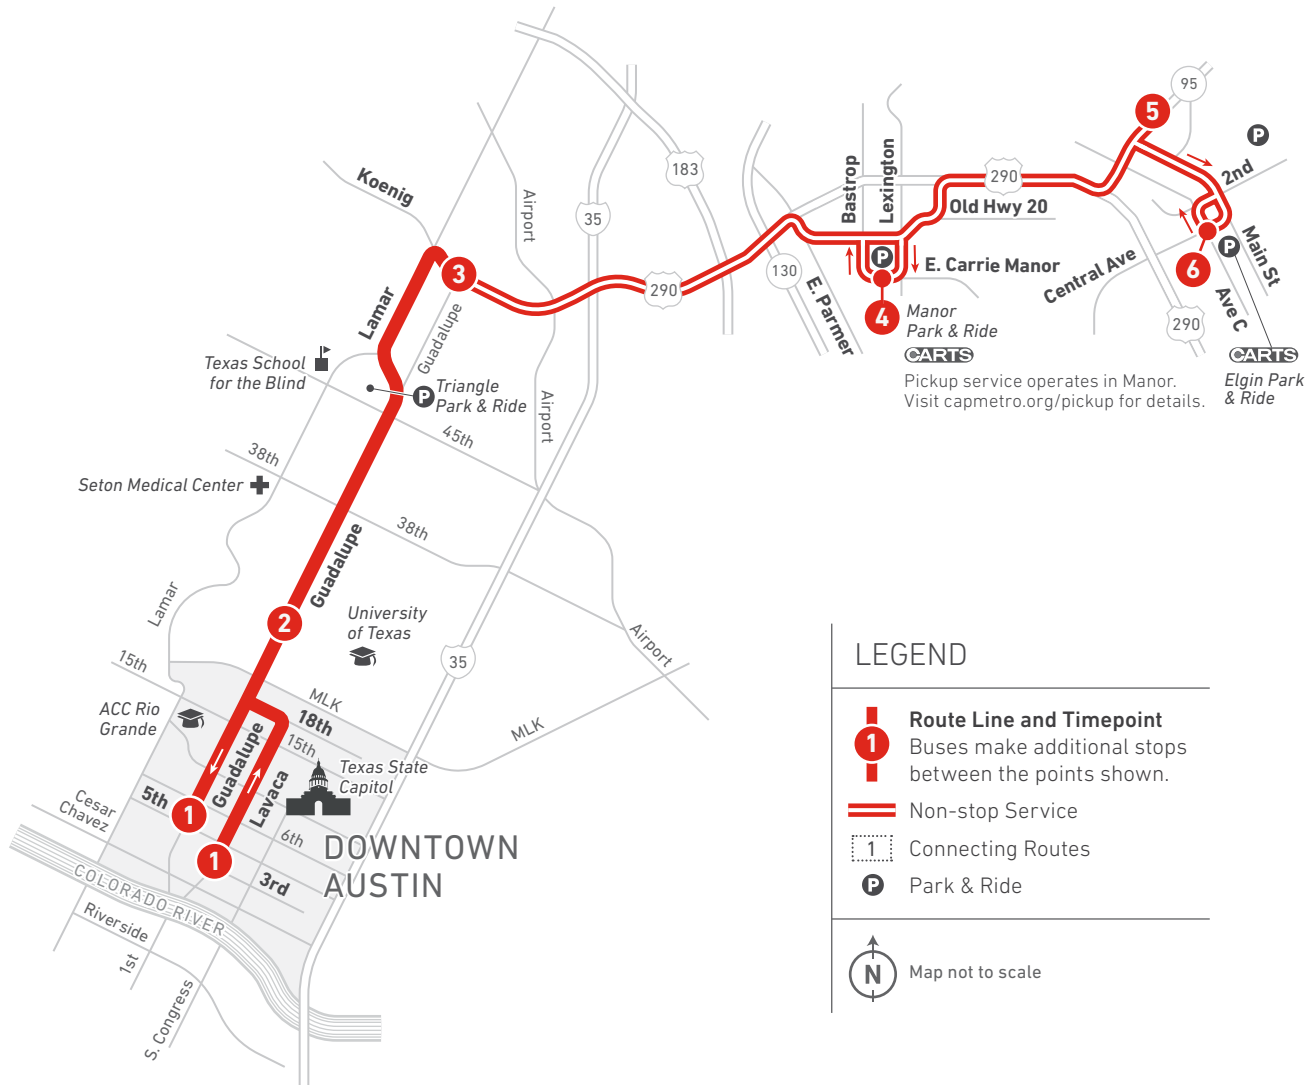 95
5
P
2nd
183
Koenig
Airport
35
Bastrop
Lexington
290
Old Hwy 20
3
290
130
E. Parmer
P
E. Carrie Manor
4
Manor
Park & Ride
CARTS
Pickup service operates in Manor.
Visit capmetro.org/pickup for details.
Central Ave
6
P
Main St
Ave C
290
CARTS
Elgin Park
& Ride
Lamar
Guadalupe
Texas School
for the Blind
P
Triangle
Park & Ride
Airport
45th
38th
Seton Medical Center
38th
Guadalupe
Lamar
2
University
of Texas
Airport
35
15th
MLK
18th
MLK
ACC Rio
Grande
15th
Guadalupe
Lavaca
Texas State
Capitol
5th
1
Cesar
Chavez
6th
DOWNTOWN
AUSTIN
1
3rd
COLORADO RIVER
Riverside
1st
S. Congress
LEGEND
1
Route Line and Timepoint
Buses make additional stops
between the points shown.
Non-stop Service
1
Connecting Routes
P
Park & Ride
N
Map not to scale